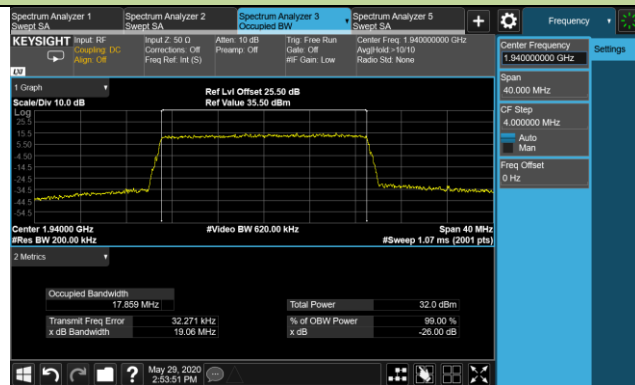 Spectrum Analyzer 1 Swept SA
Spectrum Analyzer 2 Swept SA
Spectrum Analyzer 3 Occupied BW
Spectrum Analyzer 5 Swept SA
+
Frequency
KEYSIGHT
LXI
Input: RF
Coupling: DC
Align: Off
Input Z: 50 Ω
Corrections: Off
Freq Ref: Int (S)
Atten: 10 dB
Preamp: Off
Trig: Free Run
Gate: Off
#IF Gain: Low
Center Freq: 1.940000000 GHz
Avg|Hold:>10/10
Radio Std: None
Center Frequency
1.940000000 GHz
Settings
Span
40.000 MHz
CF Step
4.000000 MHz
Auto
Man
Freq Offset
0 Hz
1 Graph
Scale/Div 10.0 dB
Ref Lvl Offset 25.50 dB
Ref Value 35.50 dBm
Log
25.5
15.5
5.50
-4.50
-14.5
-24.5
-34.5
-44.5
-54.5
Center 1.94000 GHz
#Video BW 620.00 kHz
Span 40 MHz
#Res BW 200.00 kHz
#Sweep 1.07 ms (2001 pts)
2 Metrics
Occupied Bandwidth
17.859 MHz
Total Power 32.0 dBm
Transmit Freq Error 32.271 kHz
% of OBW Power 99.00 %
x dB Bandwidth 19.06 MHz
x dB -26.00 dB
?
May 29, 2020
2:53:51 PM